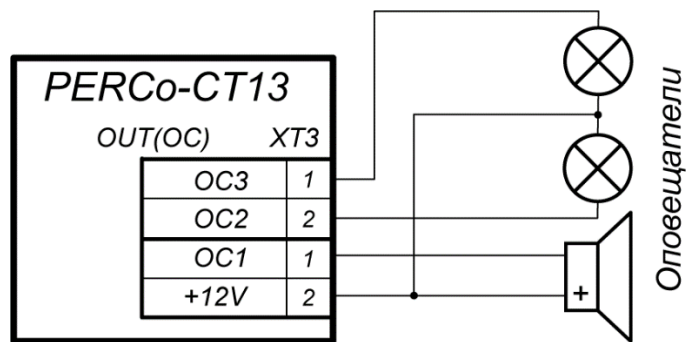 PERCo-CT13
OUT(OC) XT3
OC3 1
OC2 2
OC1 1
+12V 2
+
Оповещатели